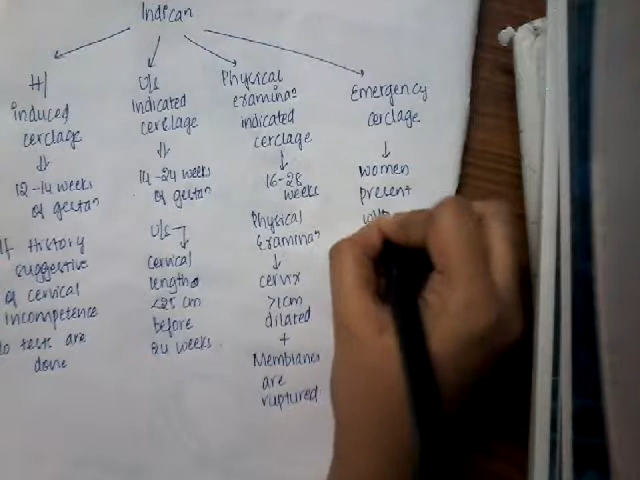 Indican
H/
induced
cerclage
12-14 weeks
of gestan
If History
suggestive
of cervical
incompetence
no tests are
done
U/s
Indicated
cerclage
14-24 weeks
of gestan
U/s
cervical
length
<25 cm
before
24 weeks.
Physical
examinan
indicated
cerclage
16-28
weeks
Physical
Examinan
cervix
>1cm
dilated
+
Membranes
are
ruptured
Emergency
cerclage
women
present